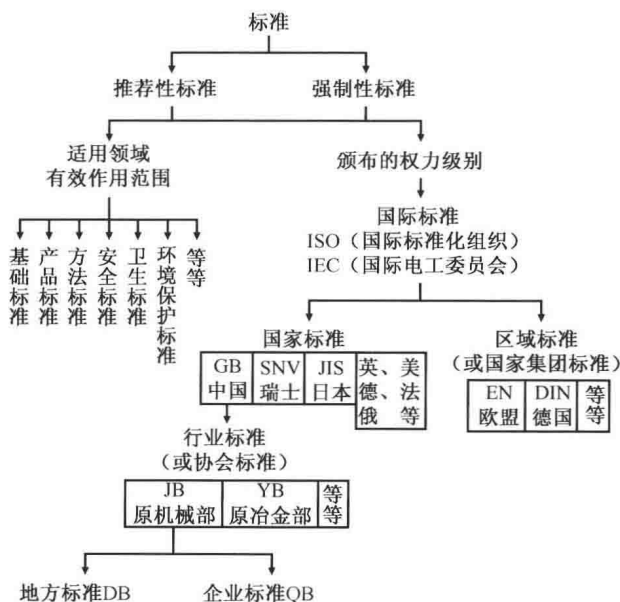 标准
推荐性标准
强制性标准
适用领域
有效作用范围
颁布的权力级别
基础标准
产品标准
方法标准
安全标准
卫生标准
环境保护标准
等等
国际标准
ISO（国际标准化组织）
IEC（国际电工委员会）
国家标准
GB
中国
SNV
瑞士
JIS
日本
英、美
德、法
俄 等
区域标准
（或国家集团标准）
EN
欧盟
DIN
德国
等等
行业标准
（或协会标准）
JB
原机械部
YB
原冶金部
等等
地方标准DB
企业标准QB